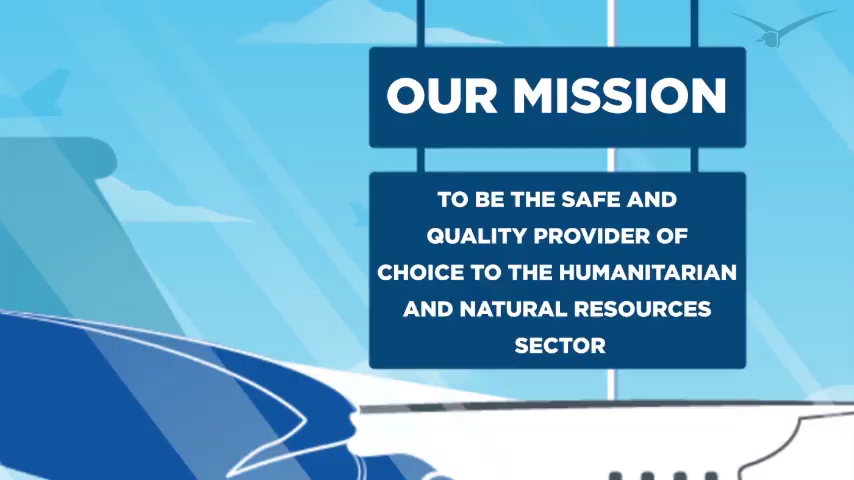 OUR MISSION
TO BE THE SAFE AND
QUALITY PROVIDER OF
CHOICE TO THE HUMANITARIAN
AND NATURAL RESOURCES
SECTOR